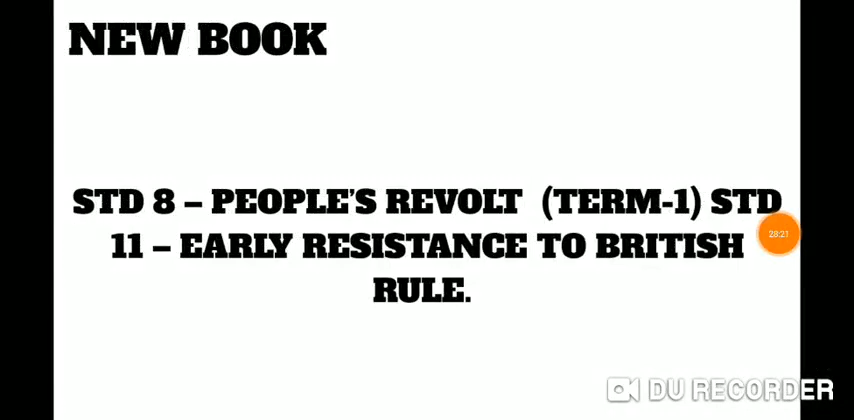 NEW BOOK
STD 8 – PEOPLE'S REVOLT (TERM-1) STD
11 – EARLY RESISTANCE TO BRITISH
RULE.
28:21
DU RECORDER